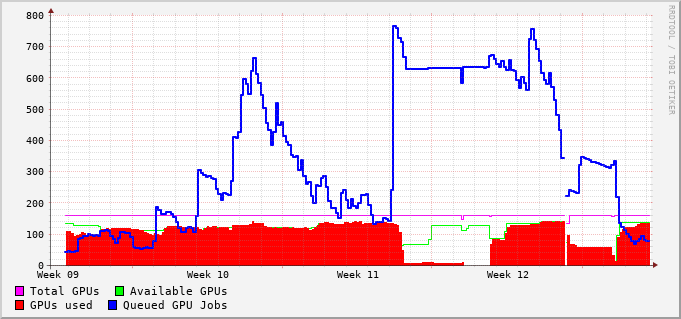 800
700
600
500
400
300
200
100
0
Week 09 Week 10 Week 11 Week 12
Total GPUs Available GPUs
GPUs used Queued GPU Jobs
RRDTOOL / TOBI OETIKER